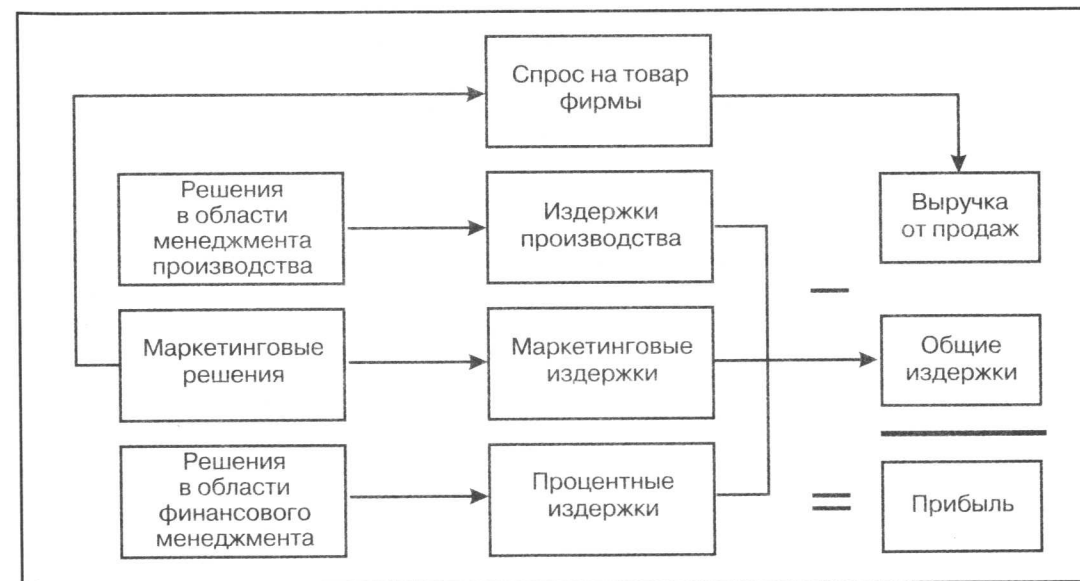 Спрос на товар
фирмы
Решения
в области
менеджмента
производства
Издержки
производства
Выручка
от продаж
—
Маркетинговые
решения
Маркетинговые
издержки
Общие
издержки
Решения
в области
финансового
менеджмента
Процентные
издержки
=
Прибыль